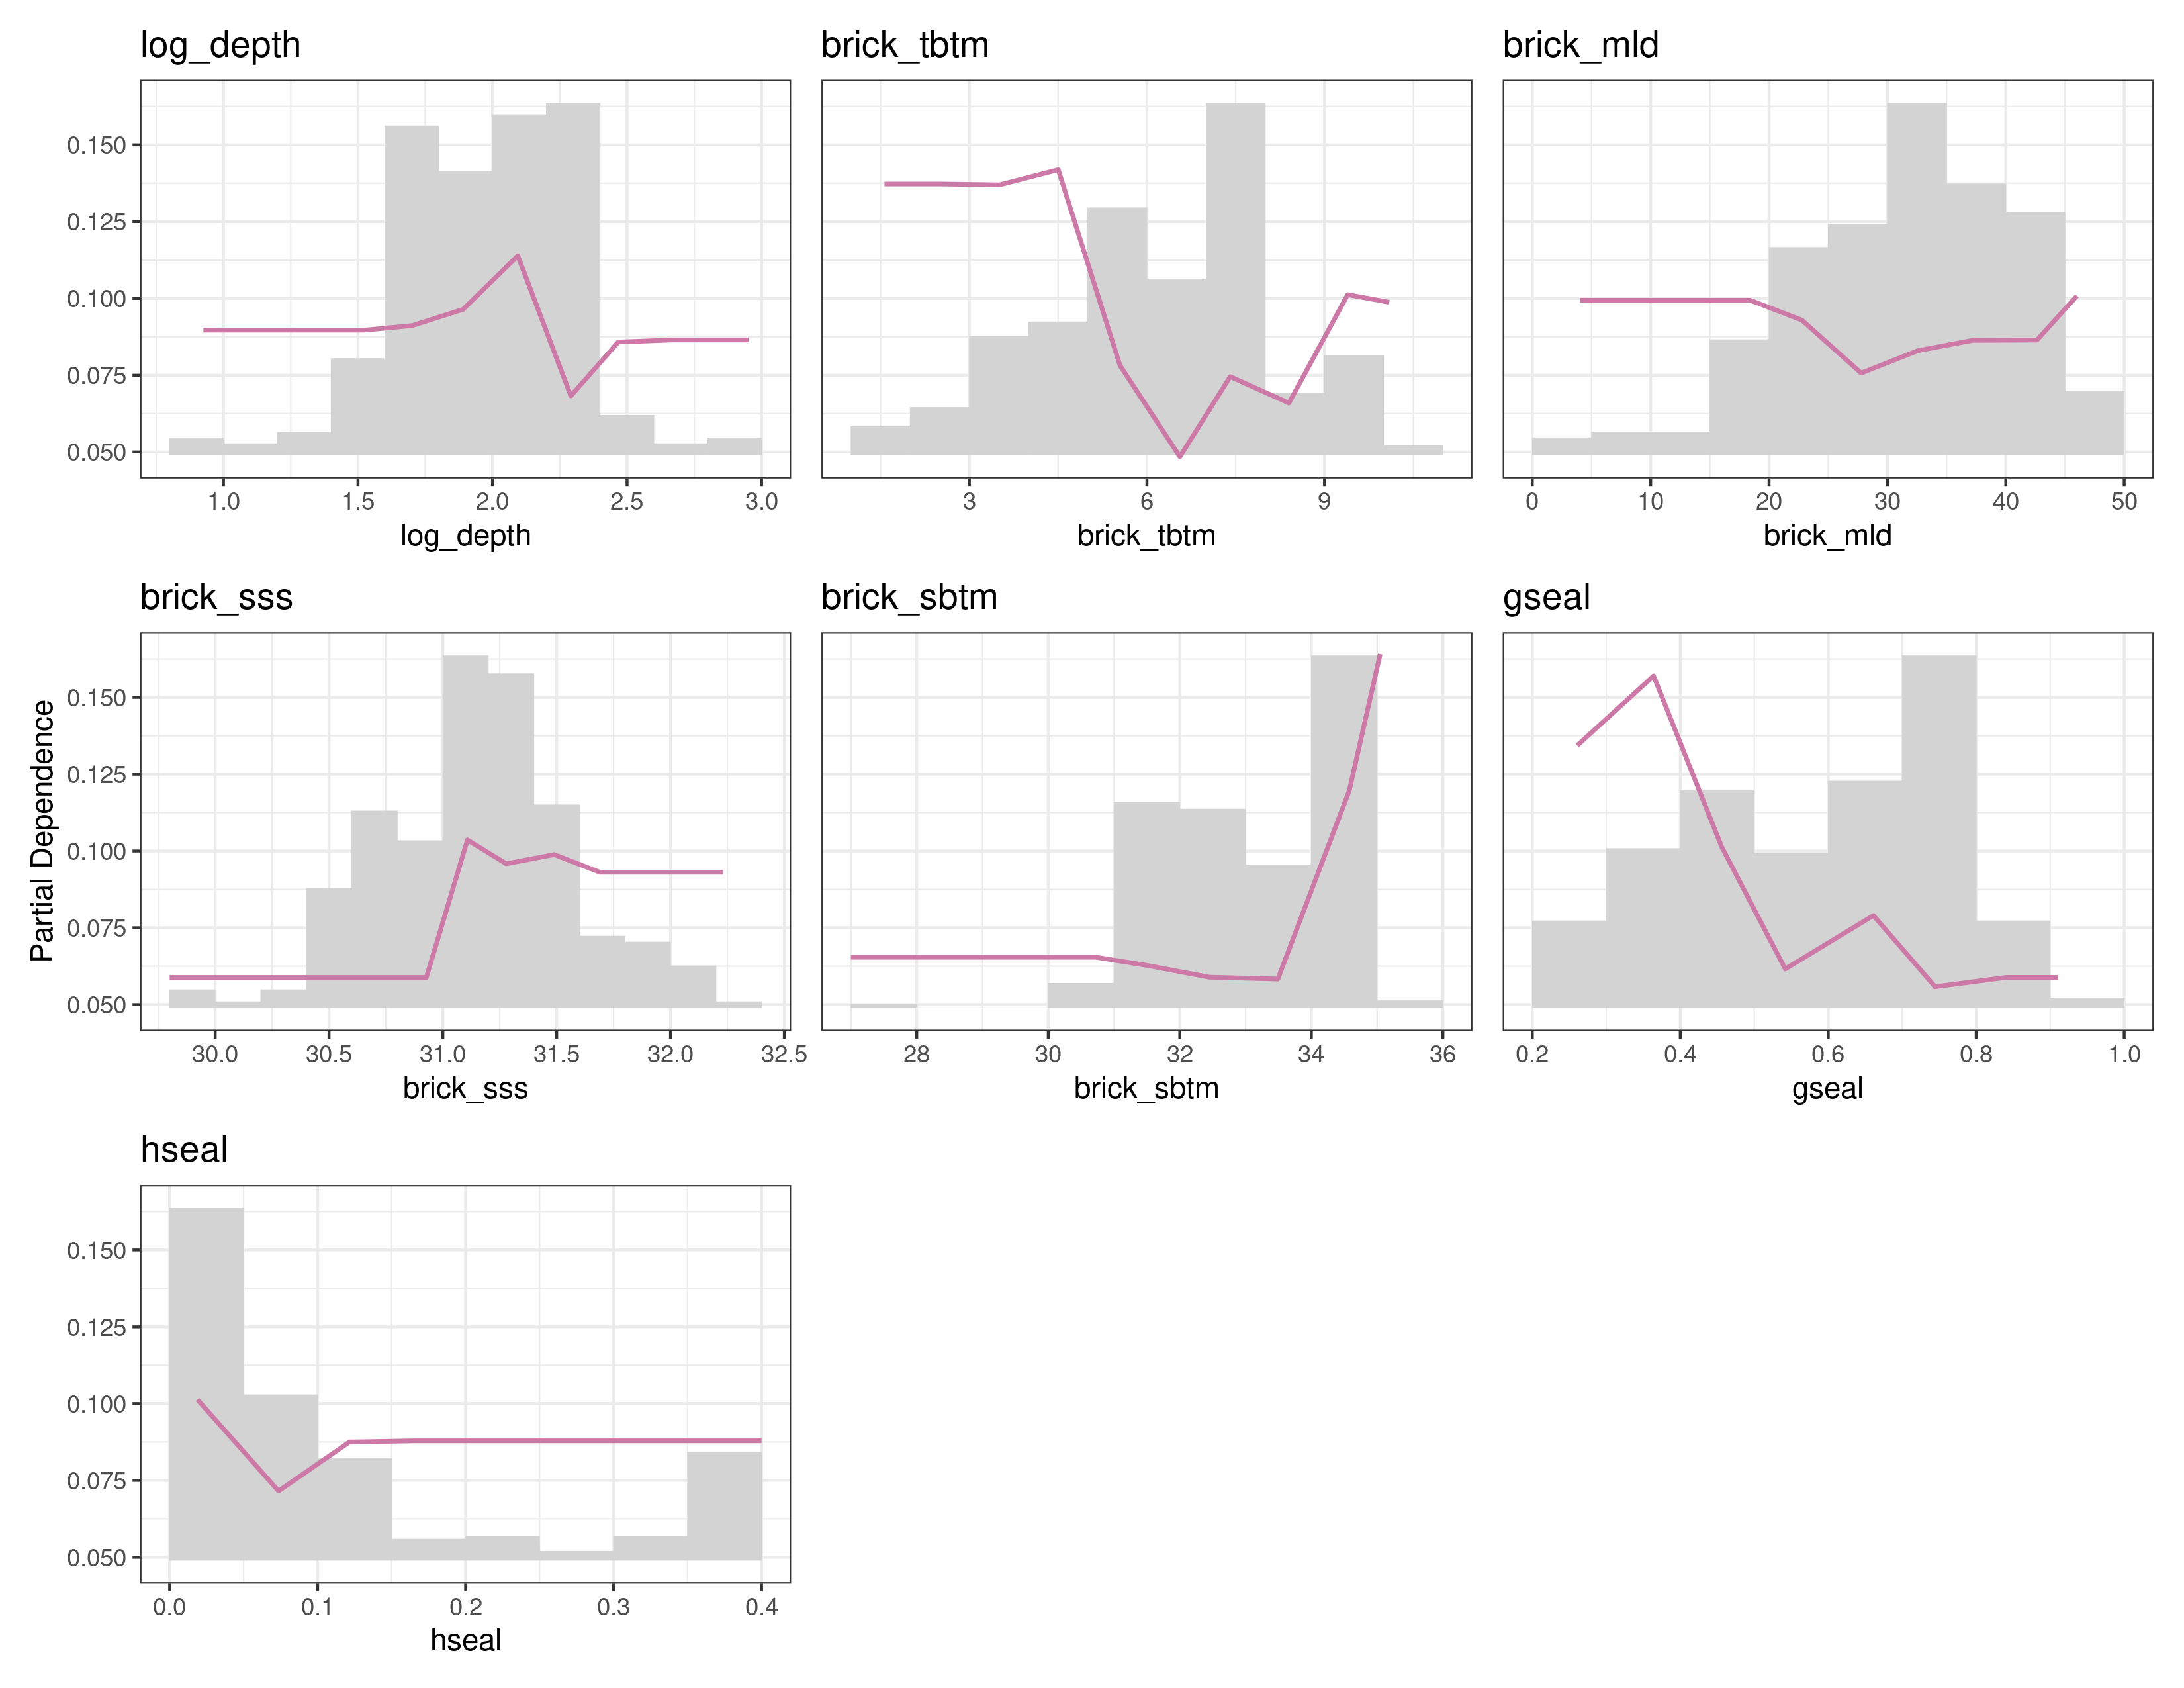 log_depth
brick_tbtm
brick_mld
0.150
0.125
0.100
0.075
0.050
1.0 1.5 2.0 2.5 3.0
3 6 9
0 10 20 30 40 50
log_depth
brick_tbtm
brick_mld
brick_sss
brick_sbtm
gseal
Partial Dependence
0.150
0.125
0.100
0.075
0.050
30.0 30.5 31.0 31.5 32.0 32.5
28 30 32 34 36
0.2 0.4 0.6 0.8 1.0
brick_sss
brick_sbtm
gseal
hseal
0.150
0.125
0.100
0.075
0.050
0.0 0.1 0.2 0.3 0.4
hseal